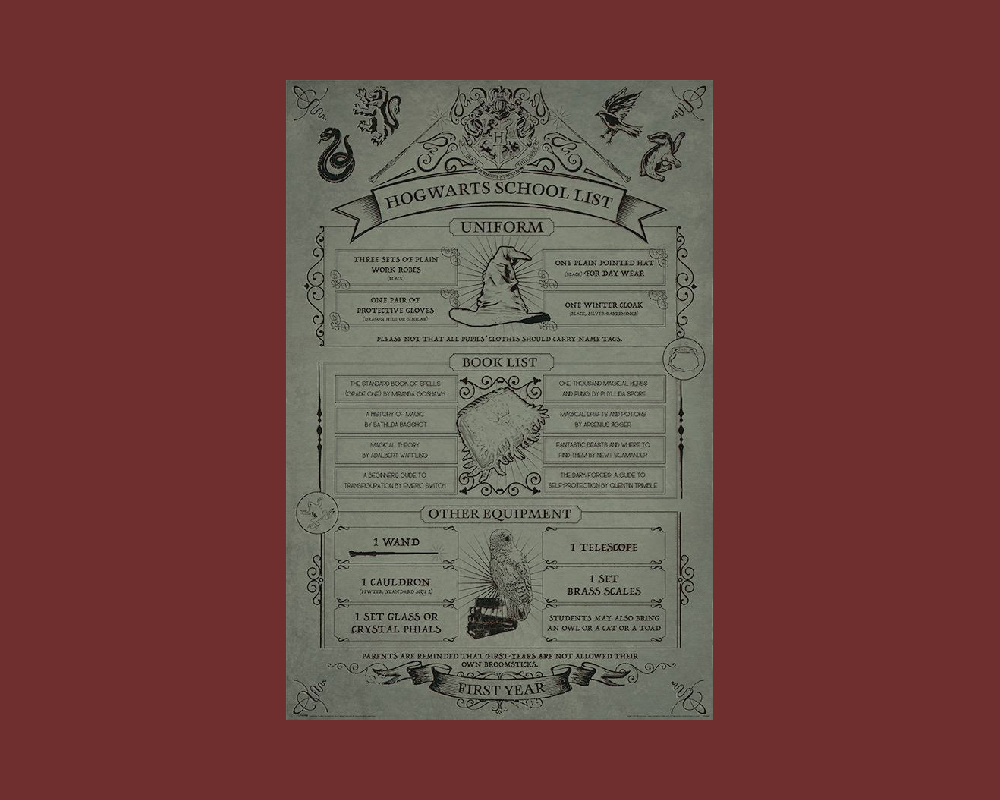 HOGWARTS SCHOOL LIST
UNIFORM
THREE SETS OF PLAIN
WORK ROBES
ONE PLAIN POINTED HAT
FOR DAY WEAR
ONE PAIR OF
PROTECTIVE GLOVES
ONE WINTER CLOAK
PLEASE NOT THAT ALL PUPILS' CLOTHES SHOULD CARRY NAME TAGS.
BOOK LIST
THE STANDARD BOOK OF SPELLS
(GRADE ONE) BY MIRANDA GOSHAWK
ONE THOUSAND MAGICAL HERBS
AND FUNGI BY PHYLLIDA SPORE
A HISTORY OF MAGIC
BY BATHILDA BAGSHOT
MAGICAL DRAFTS AND POTIONS
BY ARSENIUS JIGGER
MAGICAL THEORY
BY ADALBERT WAFFLING
FANTASTIC BEASTS AND WHERE TO
FIND THEM BY NEWT SCAMANDER
A BEGINNERS GUIDE TO
TRANSFIGURATION BY EMERIC SWITCH
THE DARK FORCES: A GUIDE TO
SELF PROTECTION BY QUENTIN TRIMBLE
OTHER EQUIPMENT
1 WAND
1 TELESCOPE
1 CAULDRON
1 SET
BRASS SCALES
1 SET GLASS OR
CRYSTAL PHIALS
STUDENTS MAY ALSO BRING
AN OWL OR A CAT OR A TOAD
PARENTS ARE REMINDED THAT FIRST-YEARS ARE NOT ALLOWED THEIR
OWN BROOMSTICKS.
FIRST YEAR